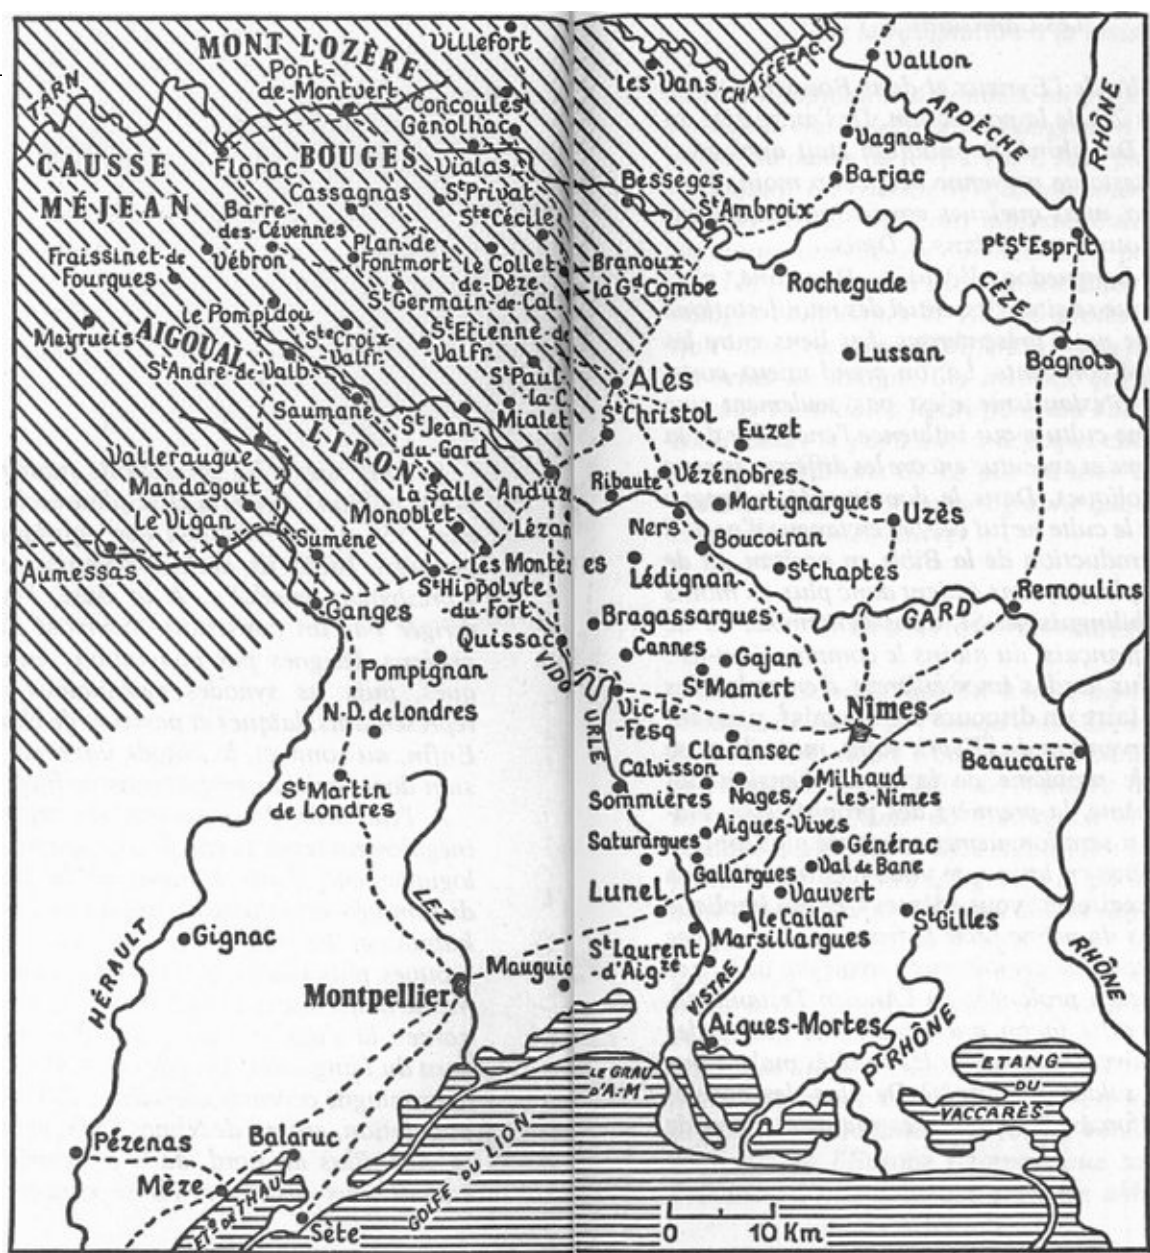 MONT LOZÈRE
Villefort
Pont-
de-Montvert
Concoules
Génolhac
TARN
CAUSSE
MÉJEAN
Florac
BOUGES
Vialas
Cassagnas
St Privat
Ste Cécile
Barre-
des-Cévennes
Vébron
Plan de
Fontmort
le Collet
de-Dèze
Fraissinet-de
Fourques
St Germain-de-Cal.
le Pompidou
Meyrueis
AIGOUAL
Ste Croix-
Valfr.
St Etienne-d
Valfr.
St André-de-Valb.
St Paul-
la-C
Saumane
St Jean-
du-Gard
Mialet
LIRON
Valleraugue
Mandagout
La Salle
Anduz
Le Vigan
Monoblet
Lézan
Sumène
les Montèzes
Aumessas
St Hippolyte
-du-Fort
Ganges
Quissac
VIDOURLE
Pompignan
N-D. de Londres
St Martin
de Londres
LEZ
HÉRAULT
Gignac
Mauguio
Montpellier
Pézenas
Balaruc
Mèze
ETG DE THAU
Sète
GOLFE DU LION
les Vans
CHASSEZAC.
Vallon
ARDECHE
RHÔNE
Vagnas
Bessèges
Barjac
St Ambroix
Pt St Esprit
Branoux
la Gd Combe
Rochegude
CÈZE
Lussan
Bagnols
Alès
St Christol
Euzet
Vézénobres
Ribaute
Martignargues
Ners
Uzès
Boucoiran
Lédignan
St Chaptes
Remoulins
GARD
Bragassargues
Cannes
Gajan
St Mamert
Vic-le-
-Fesq
Nîmes
Clarensec
Beaucaire
Calvisson
Sommières
Nages
Milhaud
-les-Nîmes
Aigues-Vives
Saturargues
Générac
Gallargues
Val de Bane
Lunel
Vauvert
le Cailar
St Gilles
St Laurent
d'Aigze
Marsillargues
RHÔNE
VISTRE
Aigues-Mortes
PT RHÔNE
LE GRAU
D'A-M
ETANG
DU
VACCARÈS
0 10 Km